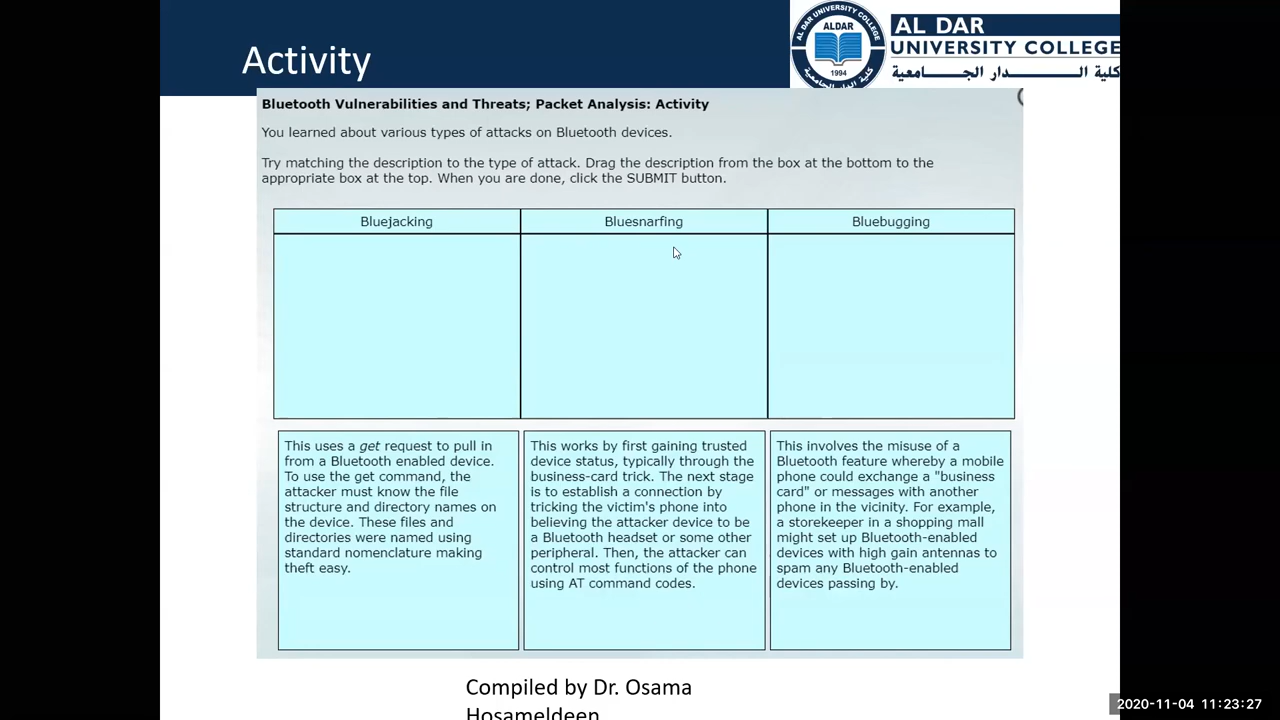 Activity
ALDAR
1994
AL DAR UNIVERSITY COLLEGE
كلية الدار الجامعية
AL DAR
UNIVERSITY COLLEGE
كلية الـــدار الجـــامعية
Bluetooth Vulnerabilities and Threats; Packet Analysis: Activity
You learned about various types of attacks on Bluetooth devices.
Try matching the description to the type of attack. Drag the description from the box at the bottom to the
appropriate box at the top. When you are done, click the SUBMIT button.
Bluejacking
Bluesnarfing
Bluebugging
This uses a get request to pull in
from a Bluetooth enabled device.
To use the get command, the
attacker must know the file
structure and directory names on
the device. These files and
directories were named using
standard nomenclature making
theft easy.
This works by first gaining trusted
device status, typically through the
business-card trick. The next stage
is to establish a connection by
tricking the victim's phone into
believing the attacker device to be
a Bluetooth headset or some other
peripheral. Then, the attacker can
control most functions of the phone
using AT command codes.
This involves the misuse of a
Bluetooth feature whereby a mobile
phone could exchange a "business
card" or messages with another
phone in the vicinity. For example,
a storekeeper in a shopping mall
might set up Bluetooth-enabled
devices with high gain antennas to
spam any Bluetooth-enabled
devices passing by.
Compiled by Dr. Osama
Hosameldeen
2020-11-04 11:23:27